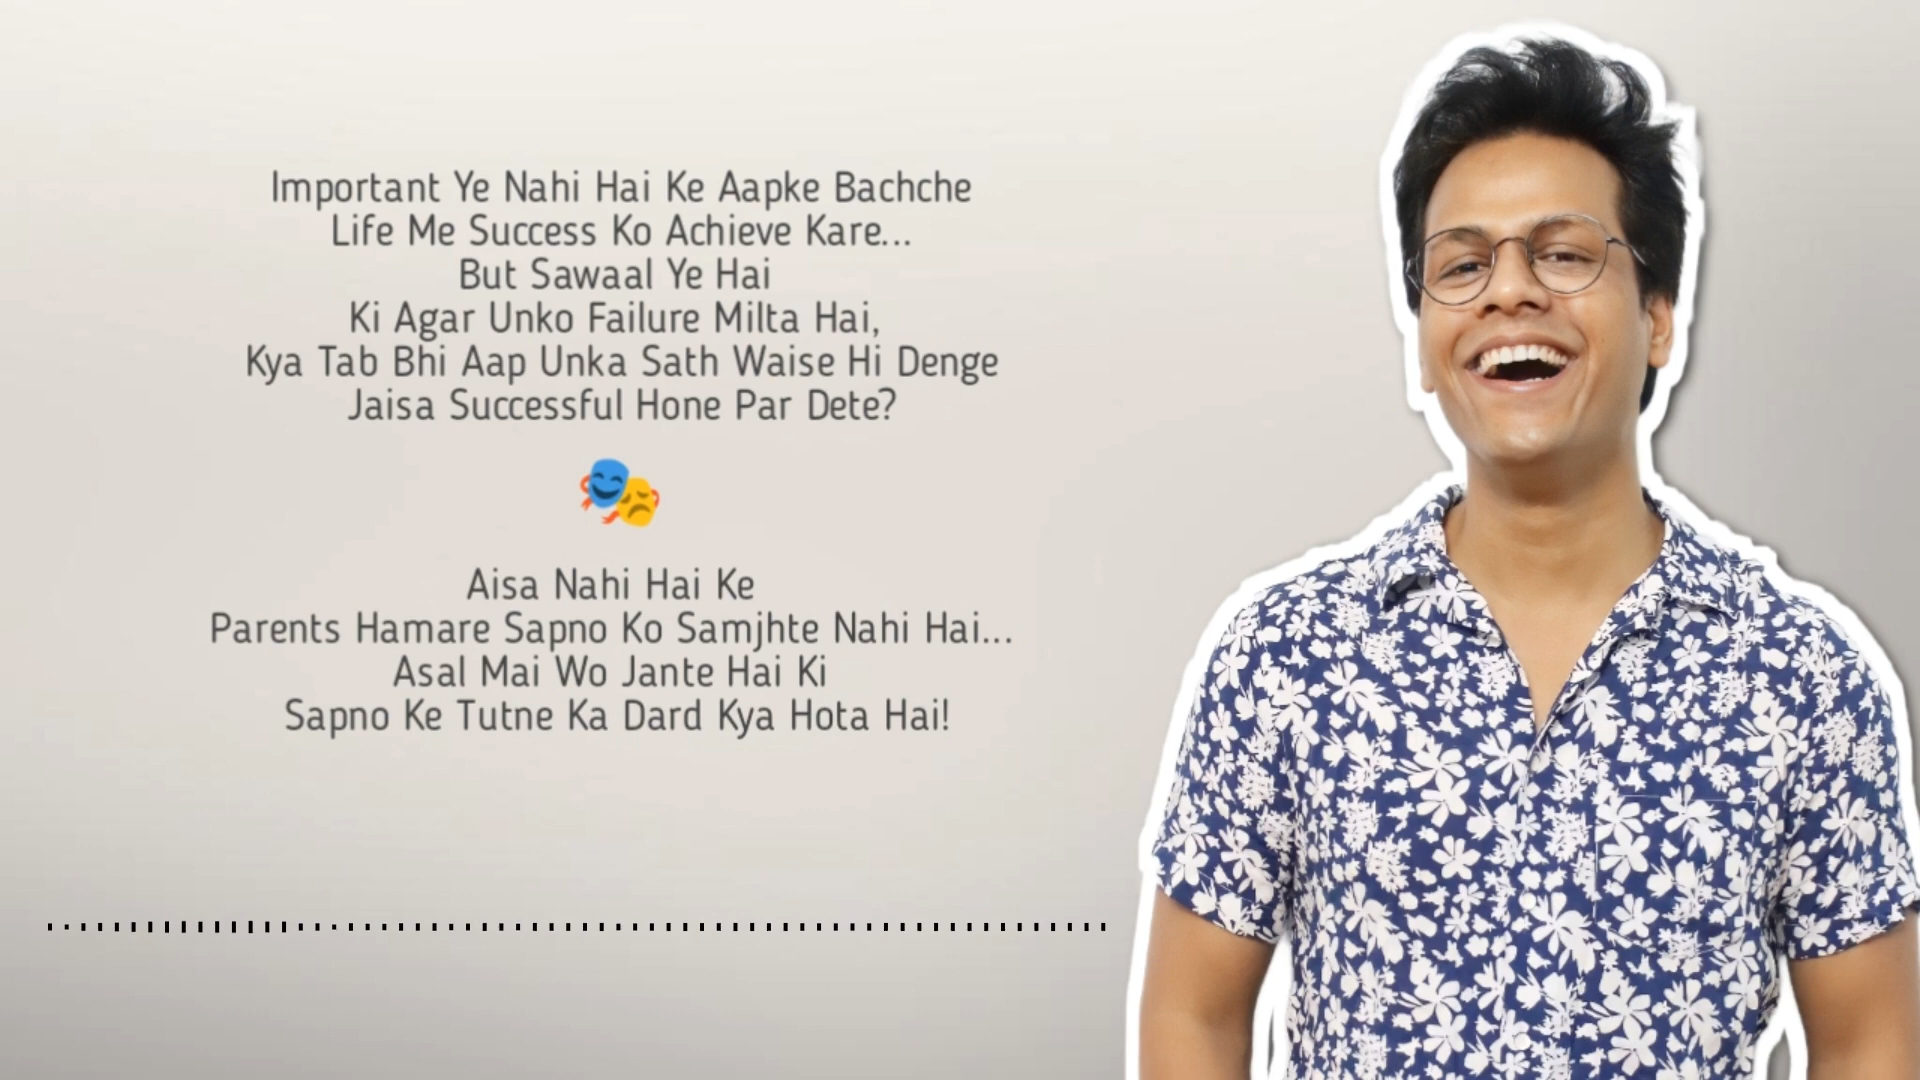 Important Ye Nahi Hai Ke Aapke Bachche
Life Me Success Ko Achieve Kare...
But Sawaal Ye Hai
Ki Agar Unko Failure Milta Hai,
Kya Tab Bhi Aap Unka Sath Waise Hi Denge
Jaisa Successful Hone Par Dete?
Aisa Nahi Hai Ke
Parents Hamare Sapno Ko Samjhte Nahi Hai...
Asal Mai Wo Jante Hai Ki
Sapno Ke Tutne Ka Dard Kya Hota Hai!